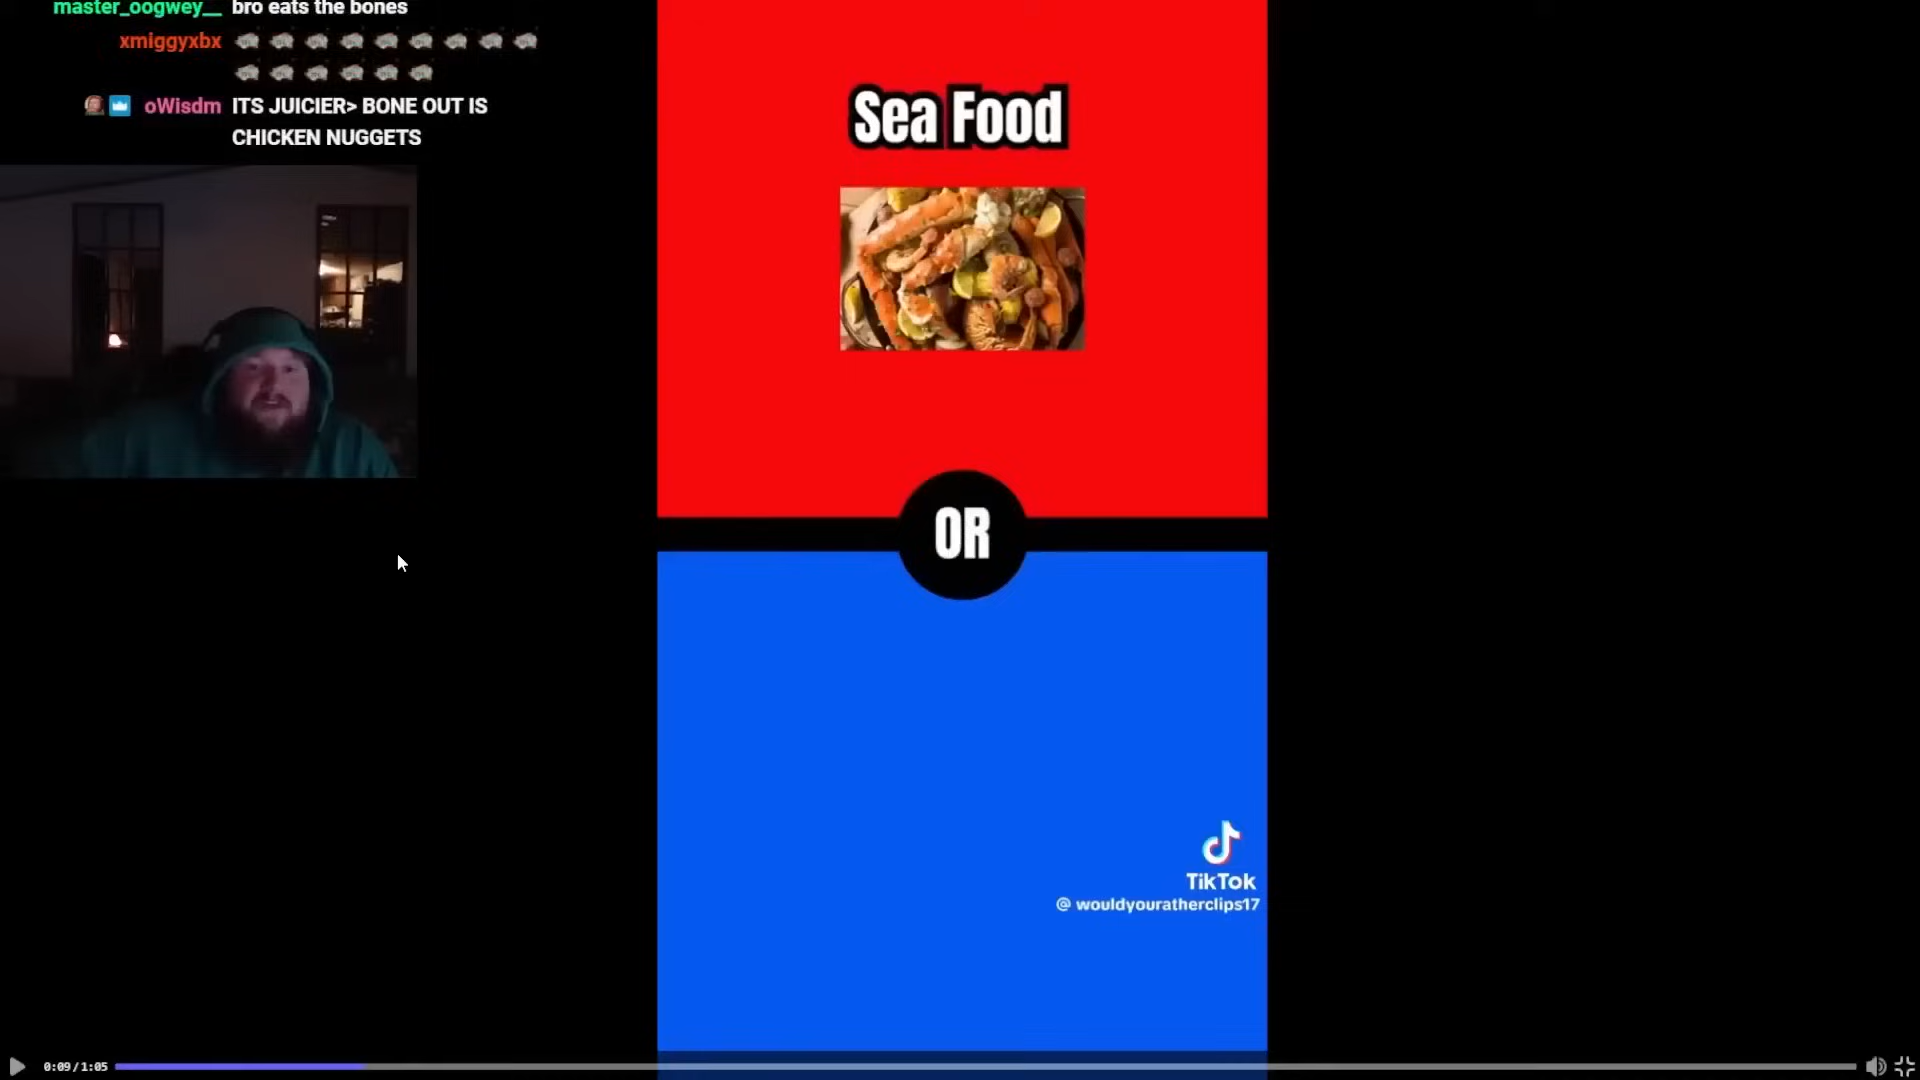 master_oogwey__ bro eats the bones
xmiggyxbx
oWisdm ITS JUICIER> BONE OUT IS
CHICKEN NUGGETS
Sea Food
OR
TikTok
@ wouldyouratherclips17
0:09/1:05